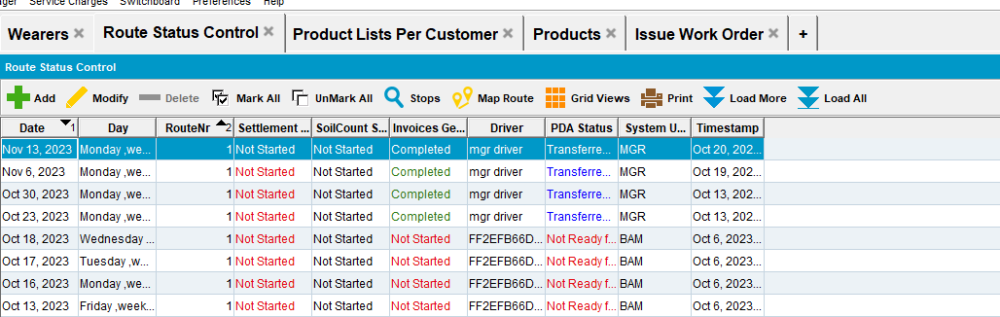 ager Service Charges Switchboard Preferences Help
Wearers Route Status Control Product Lists Per Customer Products Issue Work Order +
Route Status Control
Add Modify Delete Mark All UnMark All Stops Map Route Grid Views Print Load More Load All
Date 1 Day RouteNr 2 Settlement ... SoilCount S... Invoices Ge... Driver PDA Status System U... Timestamp
Nov 13, 2023 Monday ,we... 1 Not Started Not Started Completed mgr driver Transferre... MGR Oct 20, 202...
Nov 6, 2023 Monday ,we... 1 Not Started Not Started Completed mgr driver Transferre... MGR Oct 19, 202...
Oct 30, 2023 Monday ,we... 1 Not Started Not Started Completed mgr driver Transferre... MGR Oct 13, 202...
Oct 23, 2023 Monday ,we... 1 Not Started Not Started Completed mgr driver Transferre... MGR Oct 13, 202...
Oct 18, 2023 Wednesday ... 1 Not Started Not Started Not Started FF2EFB66D... Not Ready f... BAM Oct 6, 2023...
Oct 17, 2023 Tuesday ,w... 1 Not Started Not Started Not Started FF2EFB66D... Not Ready f... BAM Oct 6, 2023...
Oct 16, 2023 Monday ,we... 1 Not Started Not Started Not Started FF2EFB66D... Not Ready f... BAM Oct 6, 2023...
Oct 13, 2023 Friday ,week... 1 Not Started Not Started Not Started FF2EFB66D... Not Ready f... BAM Oct 6, 2023...